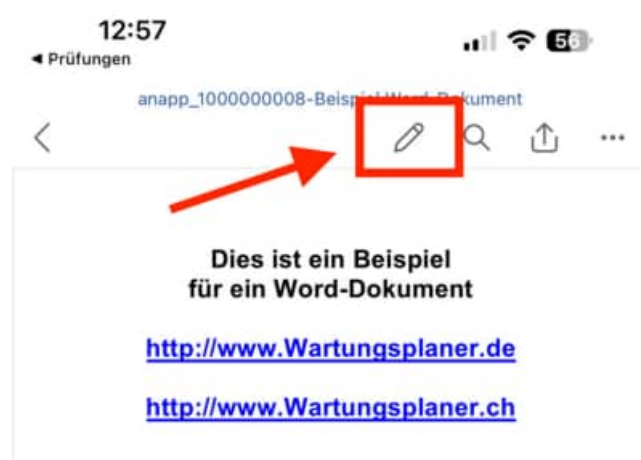 12:57
◀ Prüfungen
56
anapp_1000000008-Beispiel Word-Dokument
Dies ist ein Beispiel
für ein Word-Dokument
http://www.Wartungsplaner.de
http://www.Wartungsplaner.ch